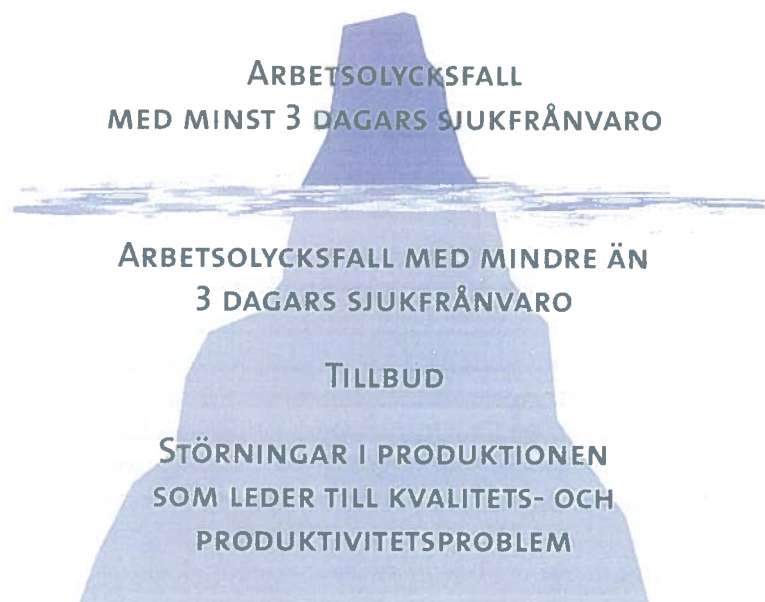 ARBETSOLYCKSFALL
MED MINST 3 DAGARS SJUKFRÅNVARO
ARBETSOLYCKSFALL MED MINDRE ÄN
3 DAGARS SJUKFRÅNVARO
TILLBUD
STÖRNINGAR I PRODUKTIONEN
SOM LEDER TILL KVALITETS- OCH
PRODUKTIVITETSPROBLEM